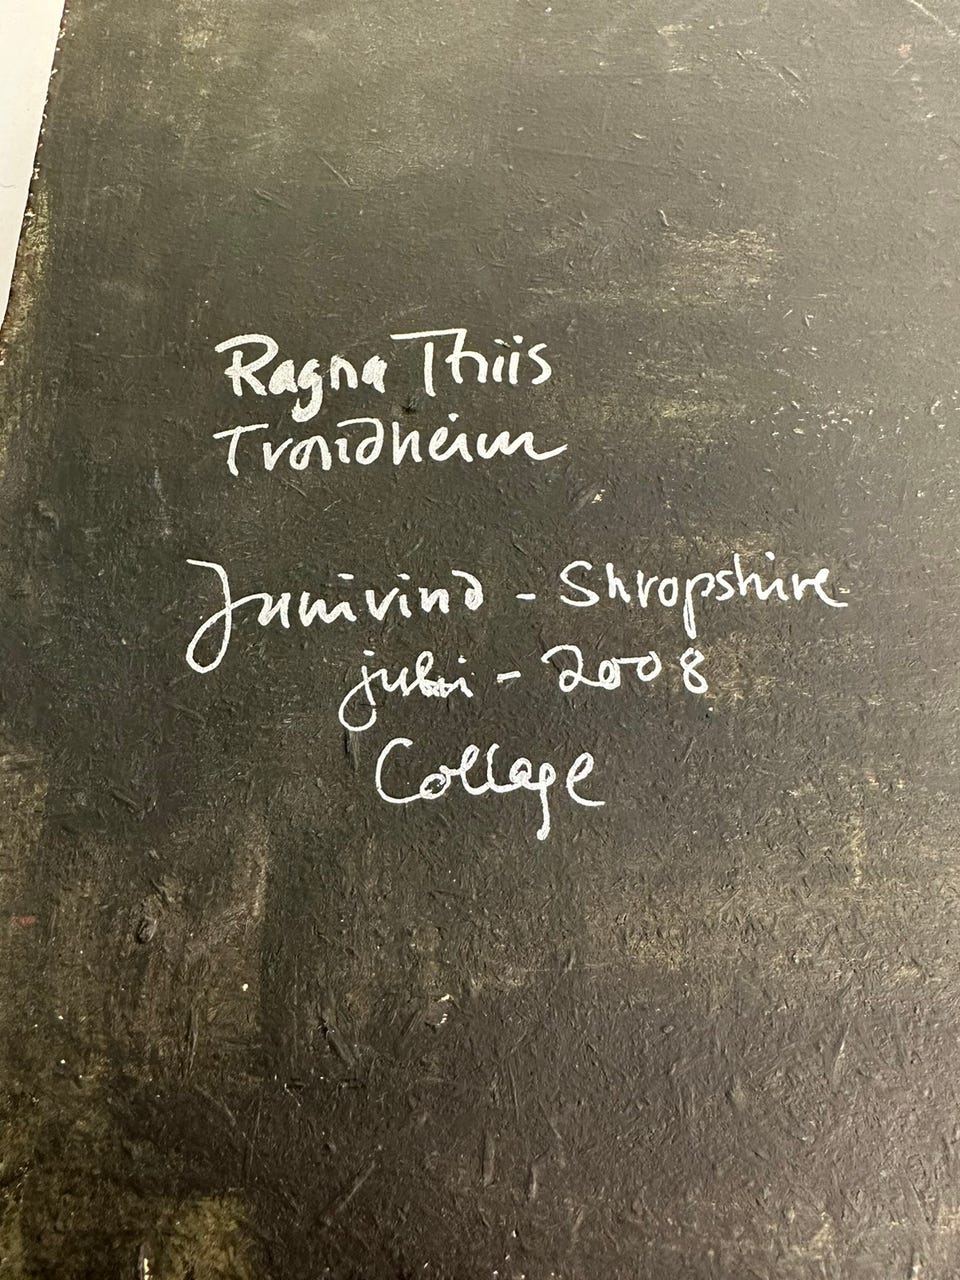 Ragna Thiis
Trondheim
Junivind - Shropshire
juli - 2008
Collage